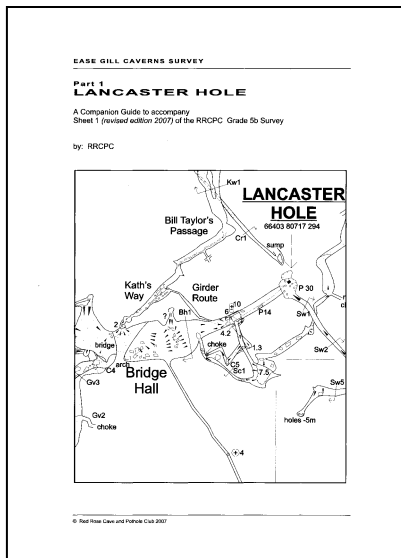 EASE GILL CAVERNS SURVEY
Part 1
LANCASTER HOLE
A Companion Guide to accompany
Sheet 1 (revised edition 2007) of the RRCPC Grade 5b Survey
by: RRCPC
Kw1
LANCASTER
HOLE
66403 80717 294
Bill Taylor's
Passage
Cr1
sump
Kath's
Way
Girder
Route
P 30
10
6
P14
Sw1
Bh1
?
2
4.2
bridge
choke
1.3
Sw2
arch
C4
Bridge
Hall
C5
Sc1
7.5
Sw5
Gv3
Gv2
choke
holes -5m
4
© Red Rose Cave and Pothole Club 2007